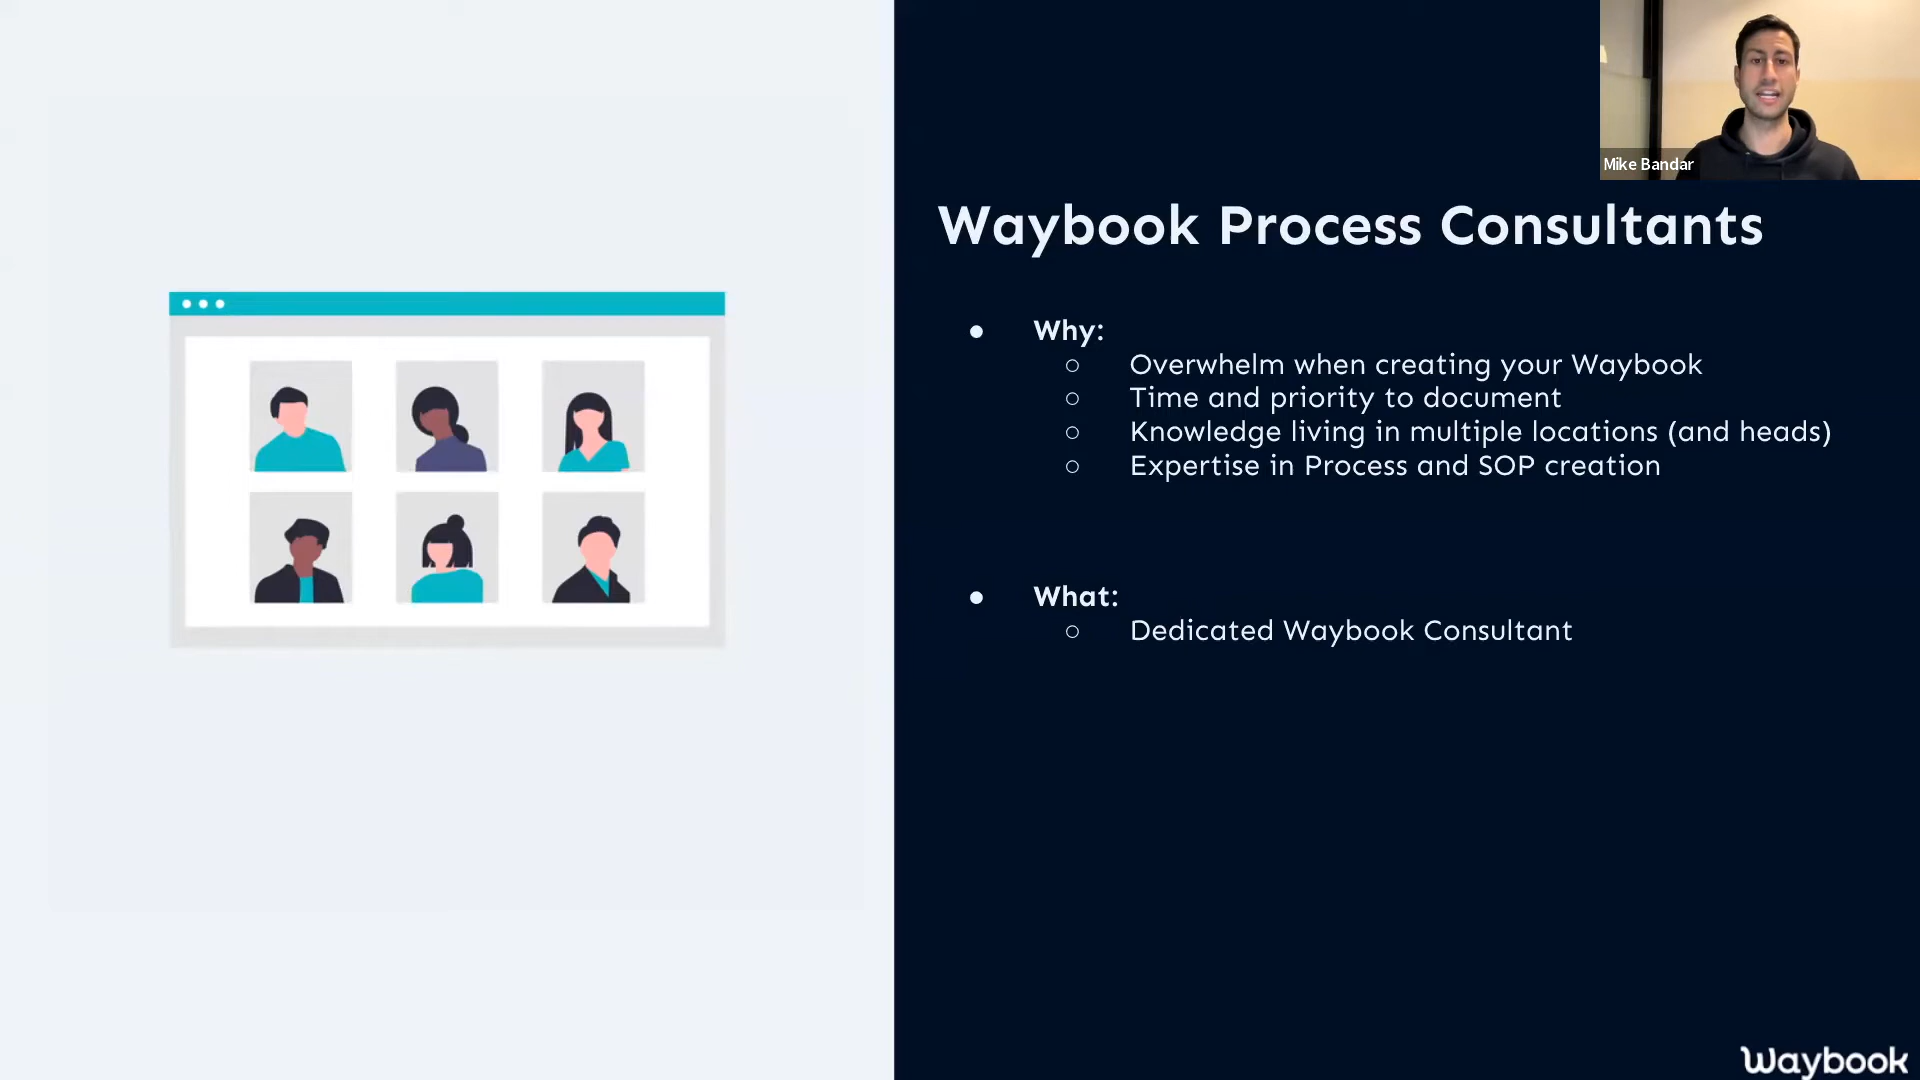 Mike Bandar
Waybook Process Consultants
● Why:
○ Overwhelm when creating your Waybook
○ Time and priority to document
○ Knowledge living in multiple locations (and heads)
○ Expertise in Process and SOP creation
● What:
○ Dedicated Waybook Consultant
Waybook